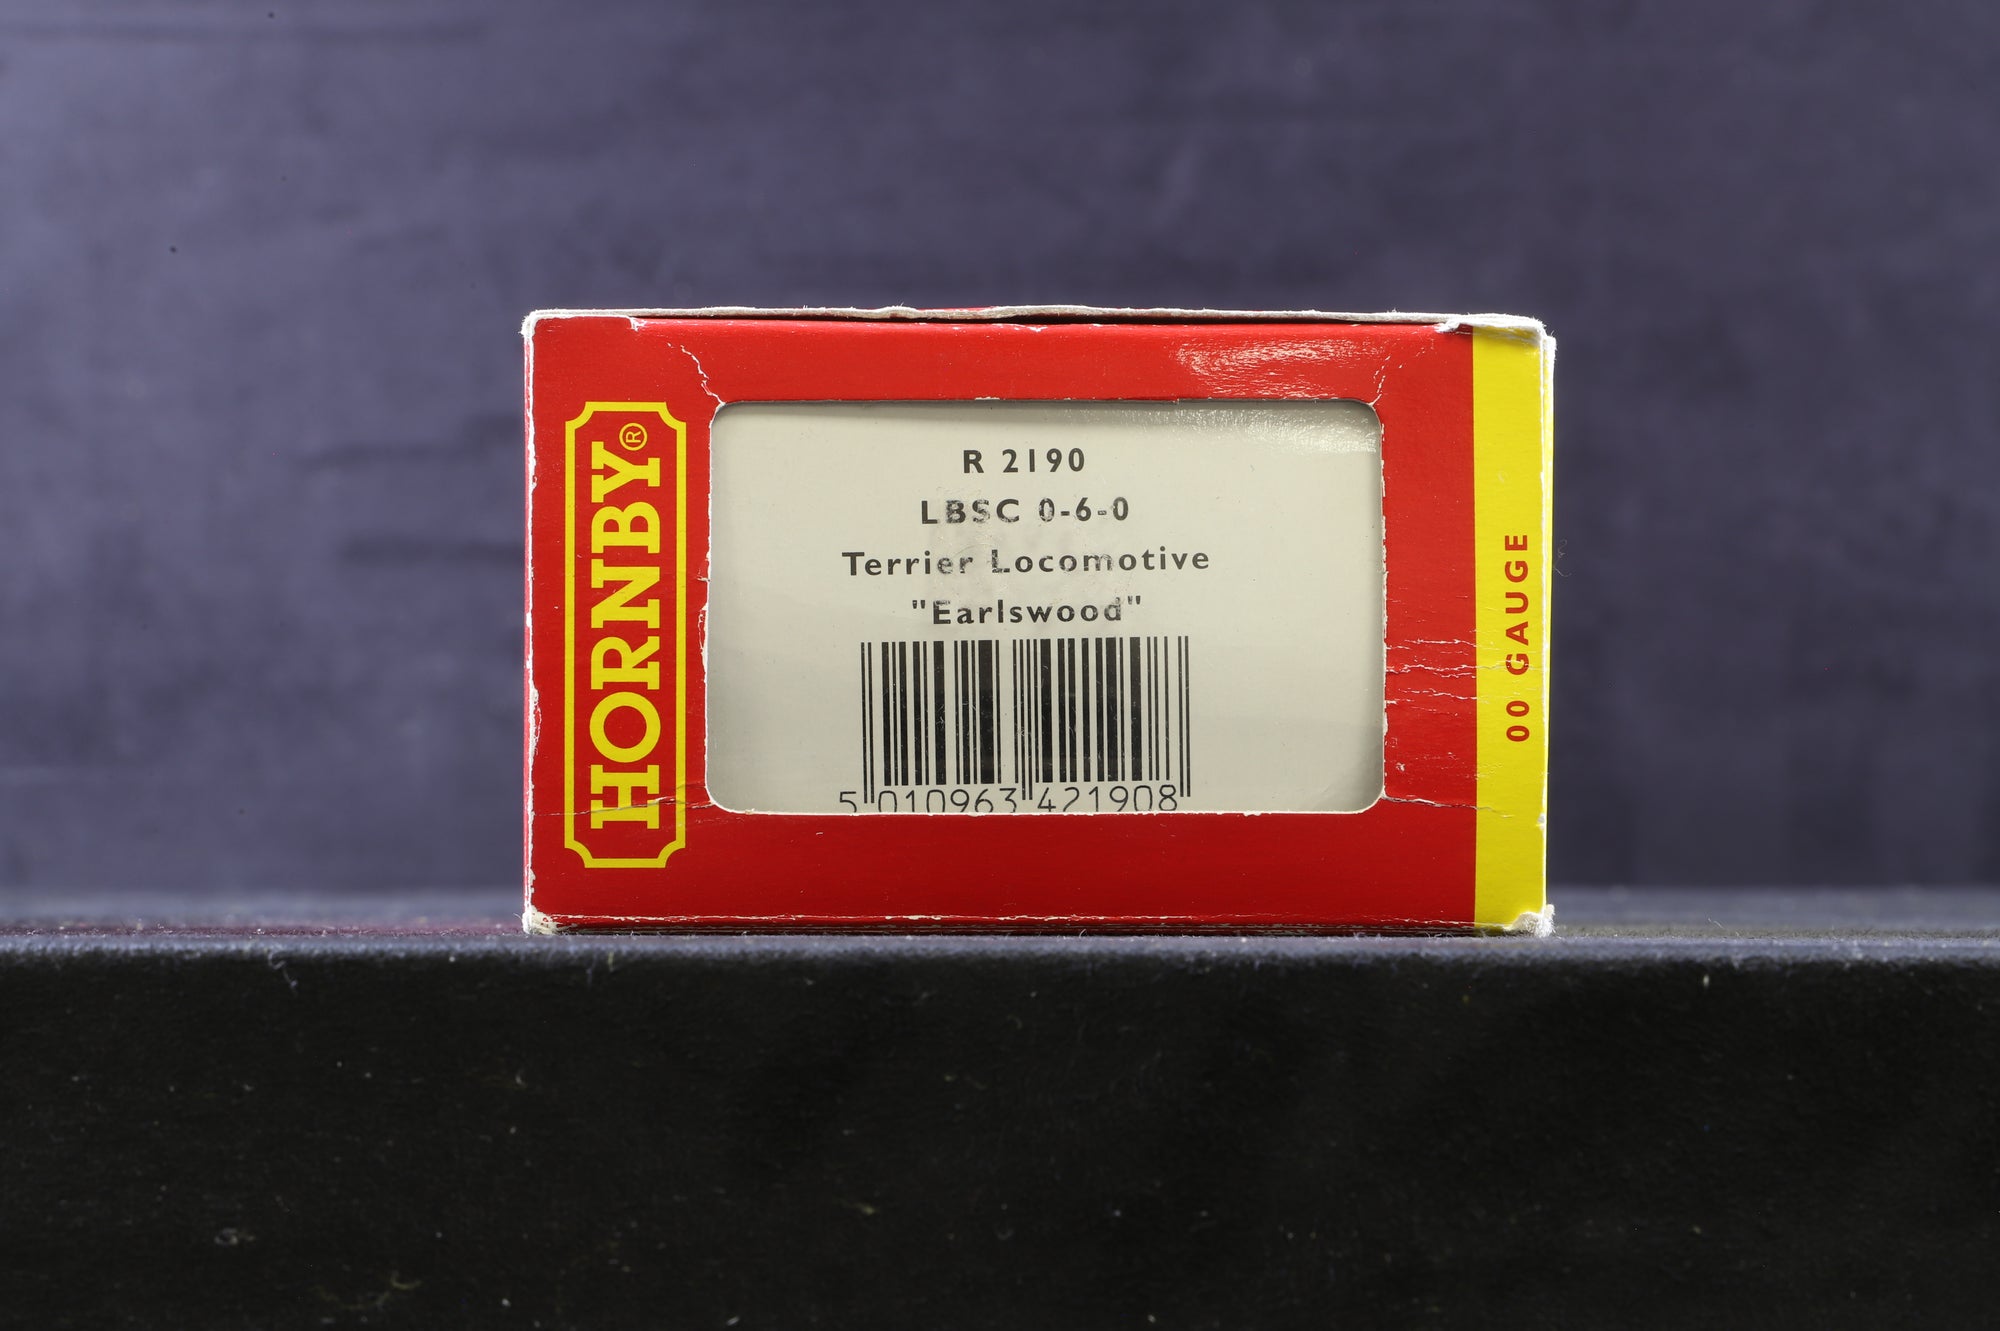 HORNBY®
R 2190
LBSC 0-6-0
Terrier Locomotive
"Earlswood"
5 010963 421908
00 GAUGE